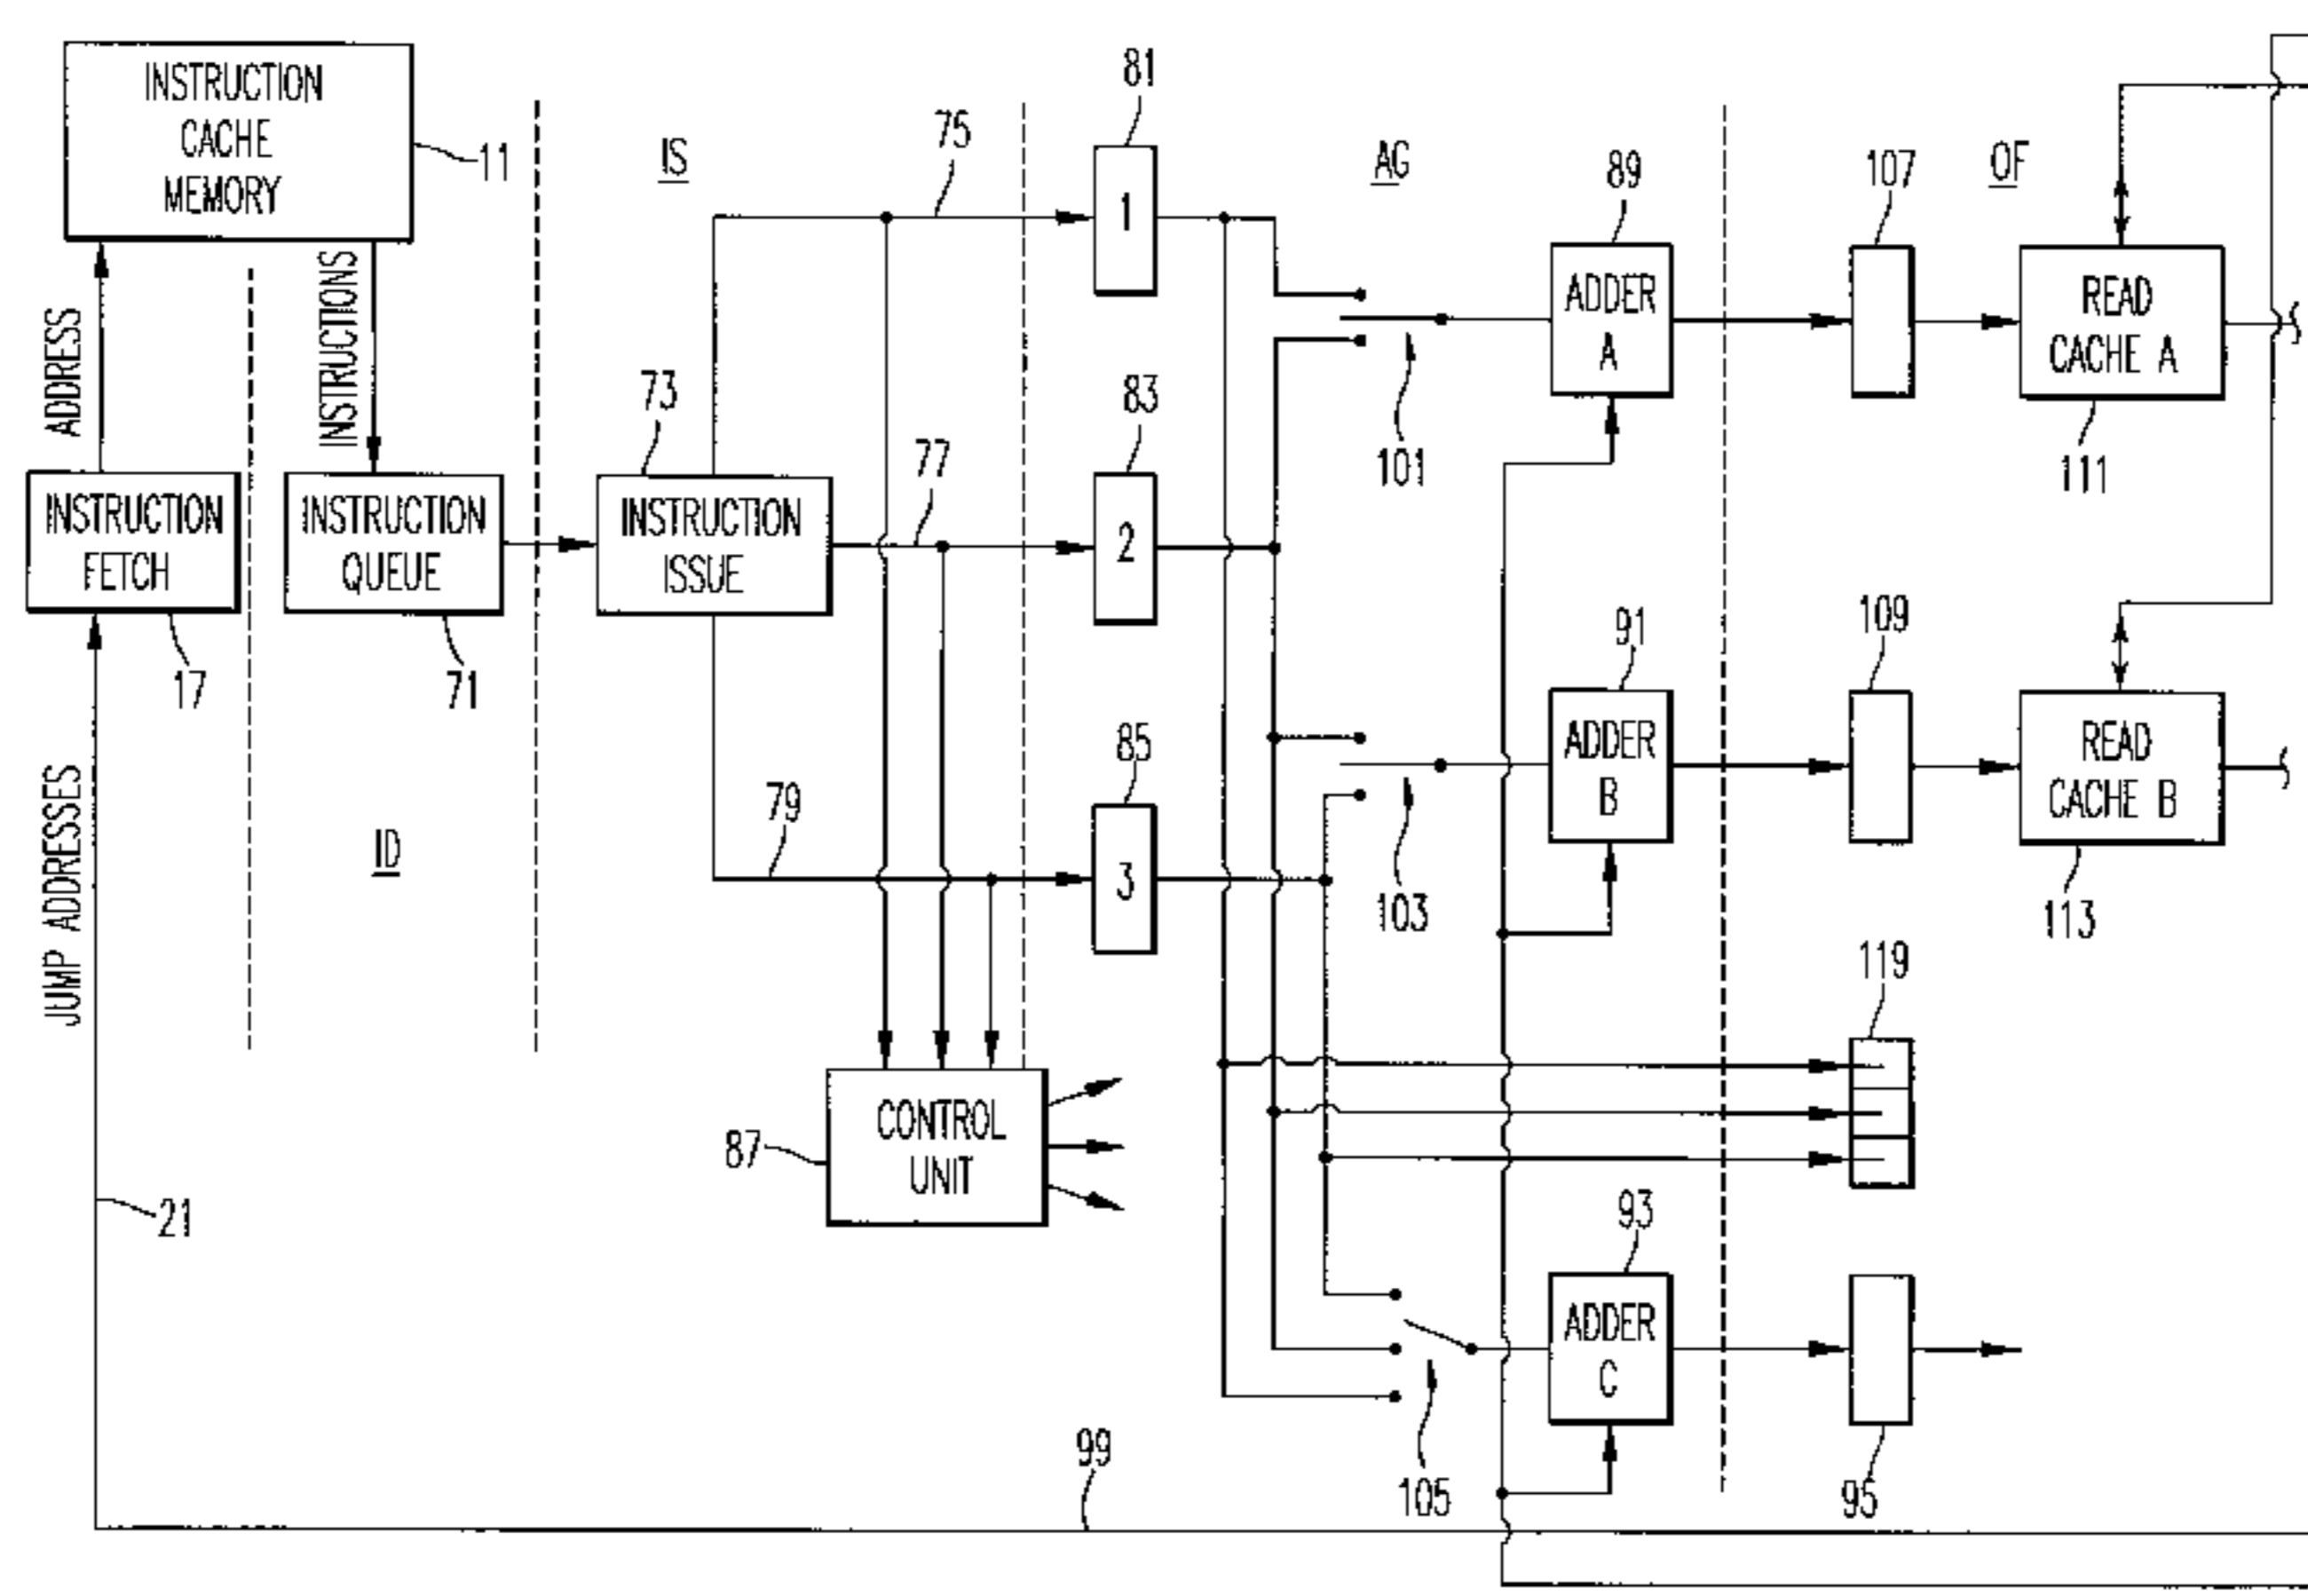 INSTRUCTION
CACHE
MEMORY
11
ADDRESS
INSTRUCTIONS
INSTRUCTION
FETCH
17
INSTRUCTION
QUEUE
71
ID
JUMP ADDRESSES
21
IS
73
INSTRUCTION
ISSUE
75
77
79
81
1
83
2
85
3
87
CONTROL
UNIT
AG
101
103
105
89
ADDER
A
91
ADDER
B
93
ADDER
C
99
OF
107
109
119
95
READ
CACHE A
111
READ
CACHE B
113